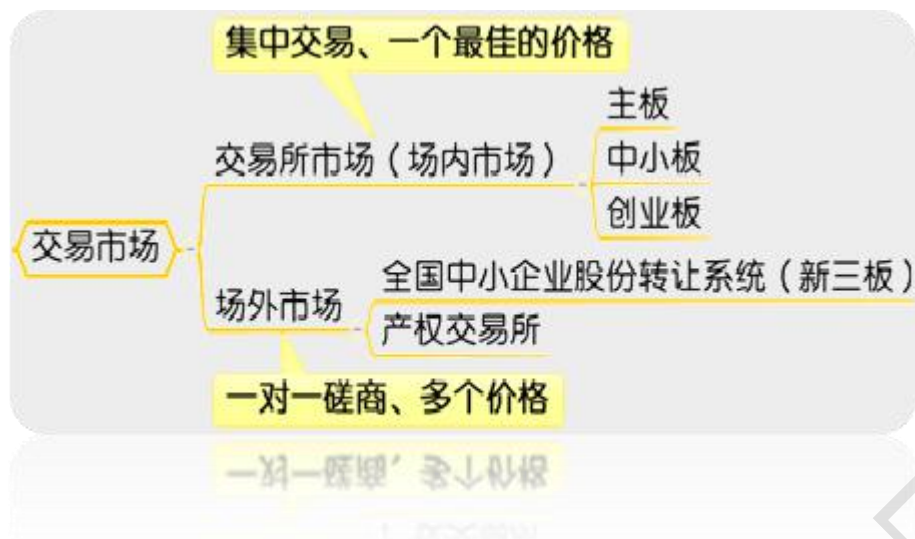 集中交易、一个最佳的价格
主板
交易所市场（场内市场）
中小板
创业板
交易市场
全国中小企业股份转让系统（新三板）
场外市场
产权交易所
一对一磋商、多个价格